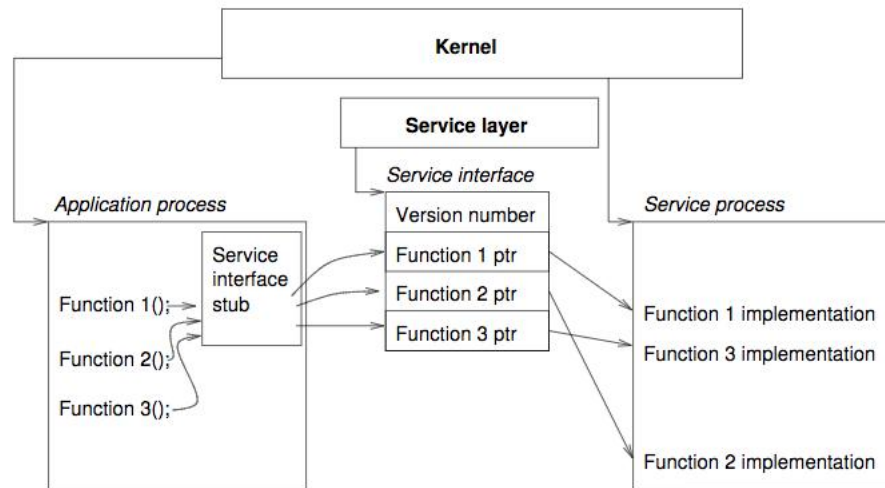 Kernel
Service layer
Service interface
Version number
Function 1 ptr
Function 2 ptr
Function 3 ptr
Application process
Service
interface
stub
Function 1();
Function 2();
Function 3();
Service process
Function 1 implementation
Function 3 implementation
Function 2 implementation